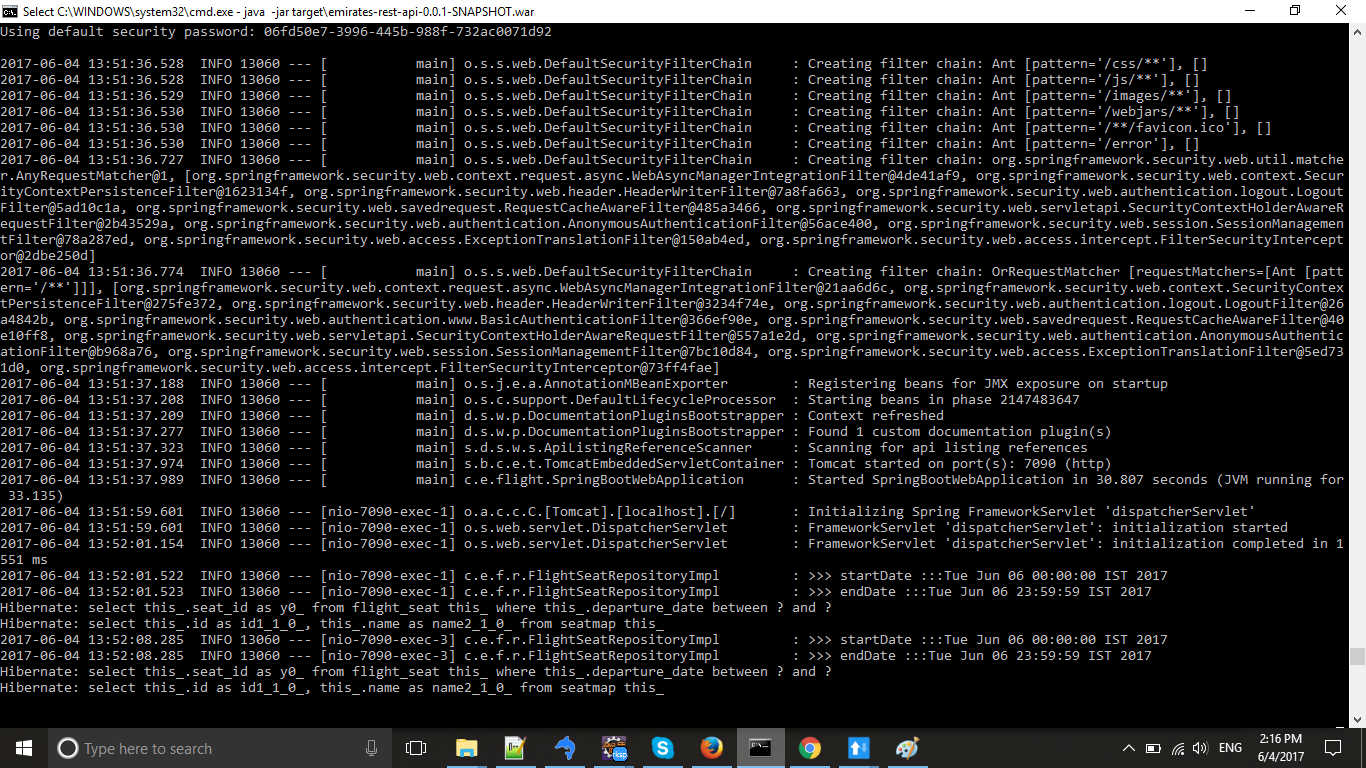 Select C:\WINDOWS\system32\cmd.exe - java  -jar target\emirates-rest-api-0.0.1-SNAPSHOT.war
Using default security password: 06fd50e7-3996-445b-988f-732ac0071d92
2017-06-04 13:51:36.528  INFO 13060 --- [           main] o.s.s.web.DefaultSecurityFilterChain     : Creating filter chain: Ant [pattern='/css/**'], []
2017-06-04 13:51:36.528  INFO 13060 --- [           main] o.s.s.web.DefaultSecurityFilterChain     : Creating filter chain: Ant [pattern='/js/**'], []
2017-06-04 13:51:36.529  INFO 13060 --- [           main] o.s.s.web.DefaultSecurityFilterChain     : Creating filter chain: Ant [pattern='/images/**'], []
2017-06-04 13:51:36.530  INFO 13060 --- [           main] o.s.s.web.DefaultSecurityFilterChain     : Creating filter chain: Ant [pattern='/webjars/**'], []
2017-06-04 13:51:36.530  INFO 13060 --- [           main] o.s.s.web.DefaultSecurityFilterChain     : Creating filter chain: Ant [pattern='/**/favicon.ico'], []
2017-06-04 13:51:36.530  INFO 13060 --- [           main] o.s.s.web.DefaultSecurityFilterChain     : Creating filter chain: Ant [pattern='/error'], []
2017-06-04 13:51:36.727  INFO 13060 --- [           main] o.s.s.web.DefaultSecurityFilterChain     : Creating filter chain: org.springframework.security.web.util.matche
r.AnyRequestMatcher@1, [org.springframework.security.web.context.request.async.WebAsyncManagerIntegrationFilter@4de41af9, org.springframework.security.web.context.Secur
ityContextPersistenceFilter@1623134f, org.springframework.security.web.header.HeaderWriterFilter@7a8fa663, org.springframework.security.web.authentication.logout.Logout
Filter@5ad10c1a, org.springframework.security.web.savedrequest.RequestCacheAwareFilter@485a3466, org.springframework.security.web.servletapi.SecurityContextHolderAwareR
equestFilter@2b43529a, org.springframework.security.web.authentication.AnonymousAuthenticationFilter@56ace400, org.springframework.security.web.session.SessionManagemen
tFilter@78a287ed, org.springframework.security.web.access.ExceptionTranslationFilter@150ab4ed, org.springframework.security.web.access.intercept.FilterSecurityIntercept
or@2dbe250d]
2017-06-04 13:51:36.774  INFO 13060 --- [           main] o.s.s.web.DefaultSecurityFilterChain     : Creating filter chain: OrRequestMatcher [requestMatchers=[Ant [patt
ern='/**']]], [org.springframework.security.web.context.request.async.WebAsyncManagerIntegrationFilter@21aa6d6c, org.springframework.security.web.context.SecurityContex
tPersistenceFilter@275fe372, org.springframework.security.web.header.HeaderWriterFilter@3234f74e, org.springframework.security.web.authentication.logout.LogoutFilter@26
a4842b, org.springframework.security.web.authentication.www.BasicAuthenticationFilter@366ef90e, org.springframework.security.web.savedrequest.RequestCacheAwareFilter@40
e10ff8, org.springframework.security.web.servletapi.SecurityContextHolderAwareRequestFilter@557a1e2d, org.springframework.security.web.authentication.AnonymousAuthentic
ationFilter@b968a76, org.springframework.security.web.session.SessionManagementFilter@7bc10d84, org.springframework.security.web.access.ExceptionTranslationFilter@5ed73
1d0, org.springframework.security.web.access.intercept.FilterSecurityInterceptor@73ff4fae]
2017-06-04 13:51:37.188  INFO 13060 --- [           main] o.s.j.e.a.AnnotationMBeanExporter        : Registering beans for JMX exposure on startup
2017-06-04 13:51:37.208  INFO 13060 --- [           main] o.s.c.support.DefaultLifecycleProcessor  : Starting beans in phase 2147483647
2017-06-04 13:51:37.209  INFO 13060 --- [           main] d.s.w.p.DocumentationPluginsBootstrapper : Context refreshed
2017-06-04 13:51:37.277  INFO 13060 --- [           main] d.s.w.p.DocumentationPluginsBootstrapper : Found 1 custom documentation plugin(s)
2017-06-04 13:51:37.323  INFO 13060 --- [           main] s.d.s.w.s.ApiListingReferenceScanner     : Scanning for api listing references
2017-06-04 13:51:37.974  INFO 13060 --- [           main] s.b.c.e.t.TomcatEmbeddedServletContainer : Tomcat started on port(s): 7090 (http)
2017-06-04 13:51:37.989  INFO 13060 --- [           main] c.e.flight.SpringBootWebApplication      : Started SpringBootWebApplication in 30.807 seconds (JVM running for
 33.135)
2017-06-04 13:51:59.601  INFO 13060 --- [nio-7090-exec-1] o.a.c.c.C.[Tomcat].[localhost].[/]       : Initializing Spring FrameworkServlet 'dispatcherServlet'
2017-06-04 13:51:59.601  INFO 13060 --- [nio-7090-exec-1] o.s.web.servlet.DispatcherServlet        : FrameworkServlet 'dispatcherServlet': initialization started
2017-06-04 13:52:01.154  INFO 13060 --- [nio-7090-exec-1] o.s.web.servlet.DispatcherServlet        : FrameworkServlet 'dispatcherServlet': initialization completed in 1
551 ms
2017-06-04 13:52:01.522  INFO 13060 --- [nio-7090-exec-1] c.e.f.r.FlightSeatRepositoryImpl         : >>> startDate :::Tue Jun 06 00:00:00 IST 2017
2017-06-04 13:52:01.523  INFO 13060 --- [nio-7090-exec-1] c.e.f.r.FlightSeatRepositoryImpl         : >>> endDate :::Tue Jun 06 23:59:59 IST 2017
Hibernate: select this_.seat_id as y0_ from flight_seat this_ where this_.departure_date between ? and ?
Hibernate: select this_.id as id1_1_0_, this_.name as name2_1_0_ from seatmap this_
2017-06-04 13:52:08.285  INFO 13060 --- [nio-7090-exec-3] c.e.f.r.FlightSeatRepositoryImpl         : >>> startDate :::Tue Jun 06 00:00:00 IST 2017
2017-06-04 13:52:08.285  INFO 13060 --- [nio-7090-exec-3] c.e.f.r.FlightSeatRepositoryImpl         : >>> endDate :::Tue Jun 06 23:59:59 IST 2017
Hibernate: select this_.seat_id as y0_ from flight_seat this_ where this_.departure_date between ? and ?
Hibernate: select this_.id as id1_1_0_, this_.name as name2_1_0_ from seatmap this_
Type here to search
ENG
2:16 PM
6/4/2017